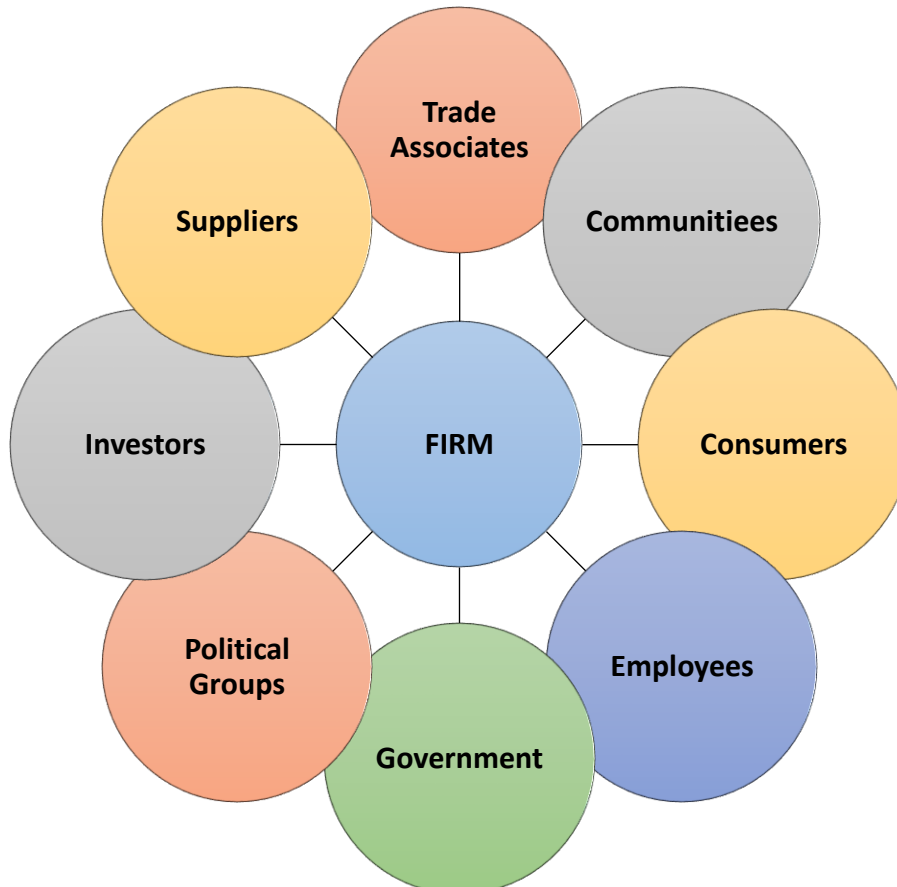 Trade
Associates
Suppliers
Communitiees
Investors
FIRM
Consumers
Political
Groups
Employees
Government